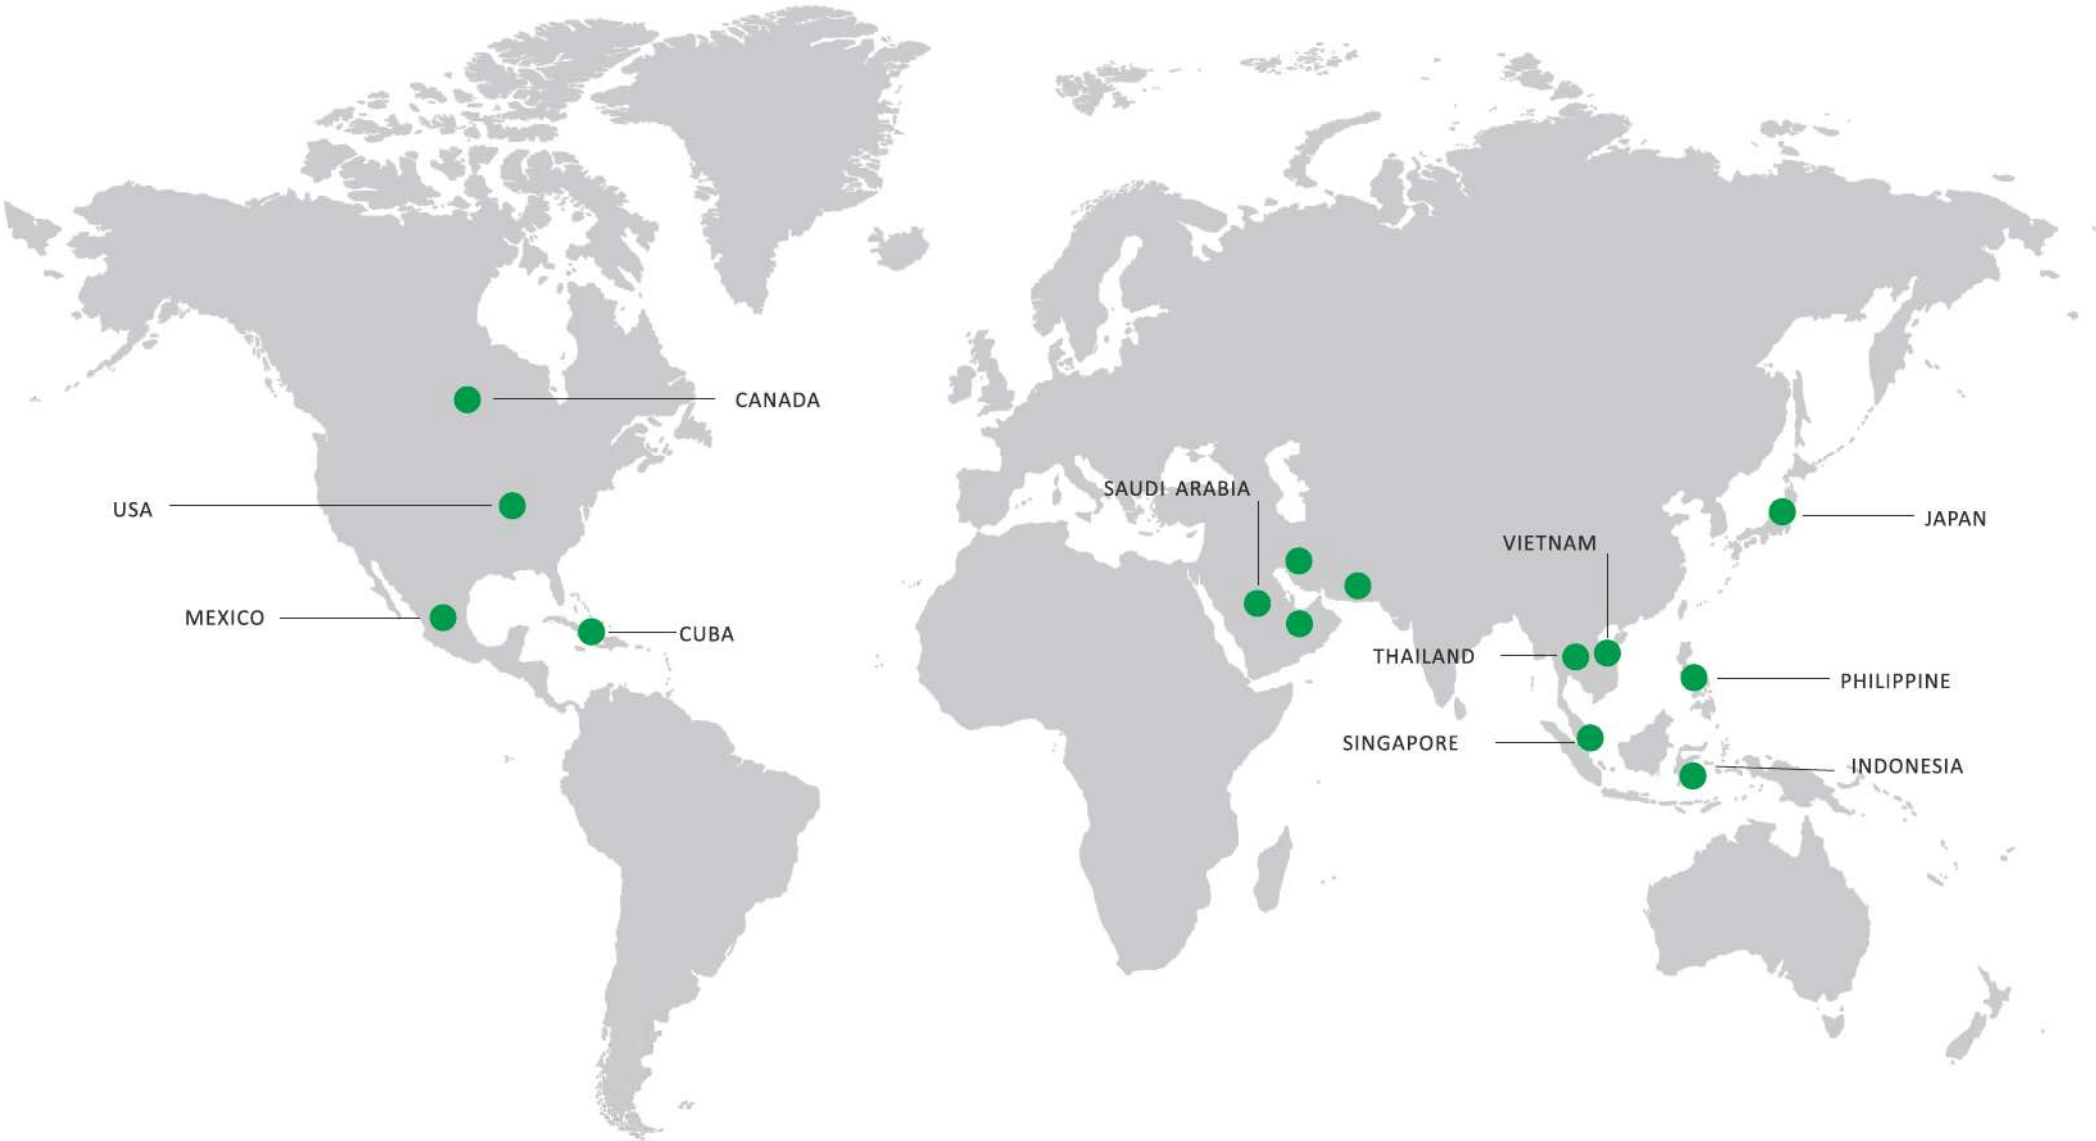 CANADA
SAUDI ARABIA
USA
JAPAN
VIETNAM
MEXICO
CUBA
THAILAND
PHILIPPINE
SINGAPORE
INDONESIA